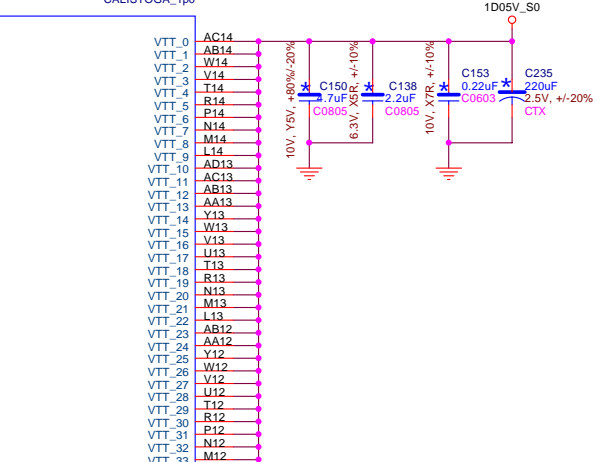 CALISTOGA_1p0
1D05V_S0
VTT_0 AC14
VTT_1 AB14
VTT_2 W14
VTT_3 V14
VTT_4 T14
VTT_5 R14
VTT_6 P14
VTT_7 N14
VTT_8 M14
VTT_9 L14
VTT_10 AD13
VTT_11 AC13
VTT_12 AB13
VTT_13 AA13
VTT_14 Y13
VTT_15 W13
VTT_16 V13
VTT_17 U13
VTT_18 T13
VTT_19 R13
VTT_20 N13
VTT_21 M13
VTT_22 L13
VTT_23 AB12
VTT_24 AA12
VTT_25 Y12
VTT_26 W12
VTT_27 V12
VTT_28 U12
VTT_29 T12
VTT_30 R12
VTT_31 P12
VTT_32 N12
VTT_33 M12
10V, Y5V, +80%/-20%
C150
4.7uF
C0805
6.3V, X5R, +/-10%
C138
2.2uF
C0805
10V, X7R, +/-10%
C153
0.22uF
C0603
C235
220uF
2.5V, +/-20%
CTX